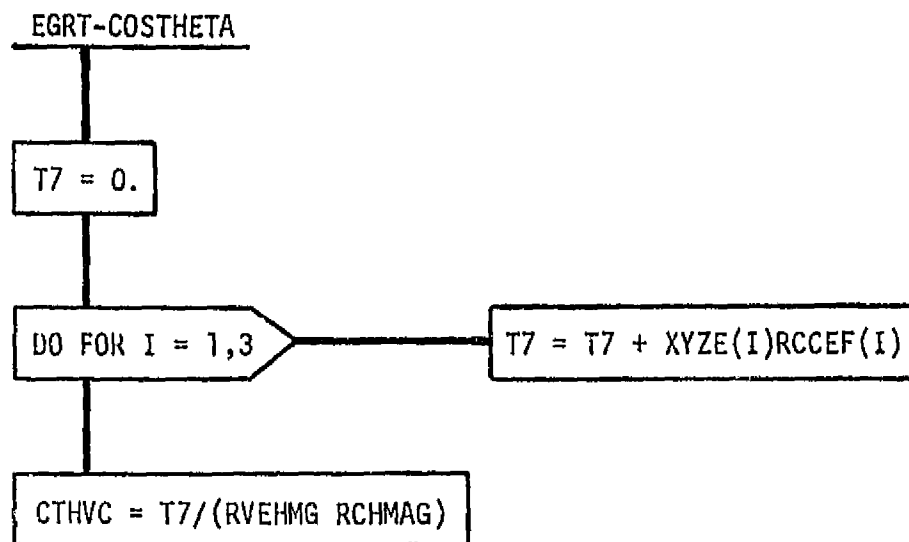 EGRT-COSTHETA
T7 = 0.
DO FOR I = 1,3
T7 = T7 + XYZE(I)RCCEF(I)
CTHVC = T7/(RVEHMG RCHMAG)